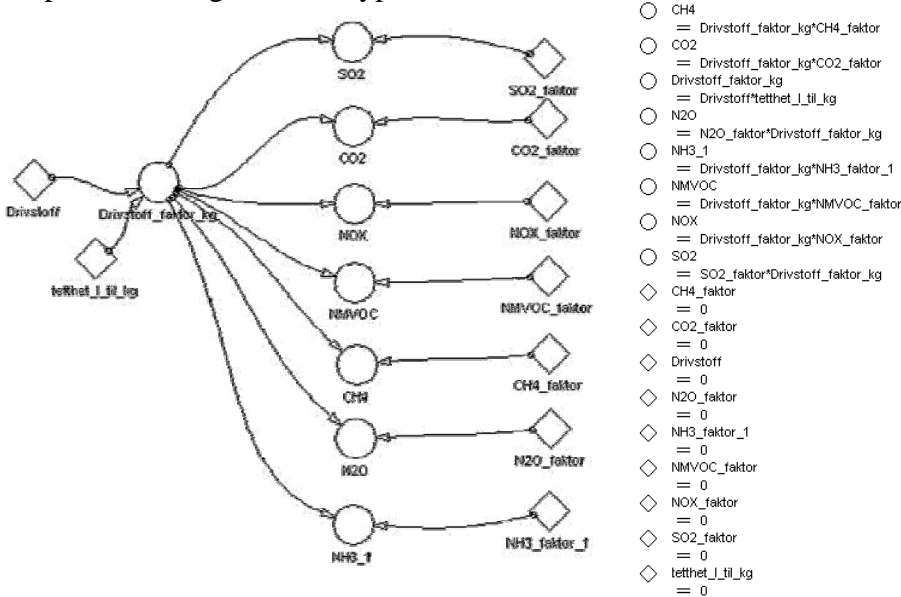 SO2
SO2_faktor
CO2
CO2_faktor
Drivstoff
Drivstoff_faktor_kg
NOX
NOX_faktor
tetthet_l_til_kg
NMVOC
NMVOC_faktor
CH4
CH4_faktor
N2O
N2O_faktor
NH3_1
NH3_faktor_1
CH4
= Drivstoff_faktor_kg*CH4_faktor
CO2
= Drivstoff_faktor_kg*CO2_faktor
Drivstoff_faktor_kg
= Drivstoff*tetthet_l_til_kg
N2O
= N2O_faktor*Drivstoff_faktor_kg
NH3_1
= Drivstoff_faktor_kg*NH3_faktor_1
NMVOC
= Drivstoff_faktor_kg*NMVOC_faktor
NOX
= Drivstoff_faktor_kg*NOX_faktor
SO2
= SO2_faktor*Drivstoff_faktor_kg
CH4_faktor
= 0
CO2_faktor
= 0
Drivstoff
= 0
N2O_faktor
= 0
NH3_faktor_1
= 0
NMVOC_faktor
= 0
NOX_faktor
= 0
SO2_faktor
= 0
tetthet_l_til_kg
= 0